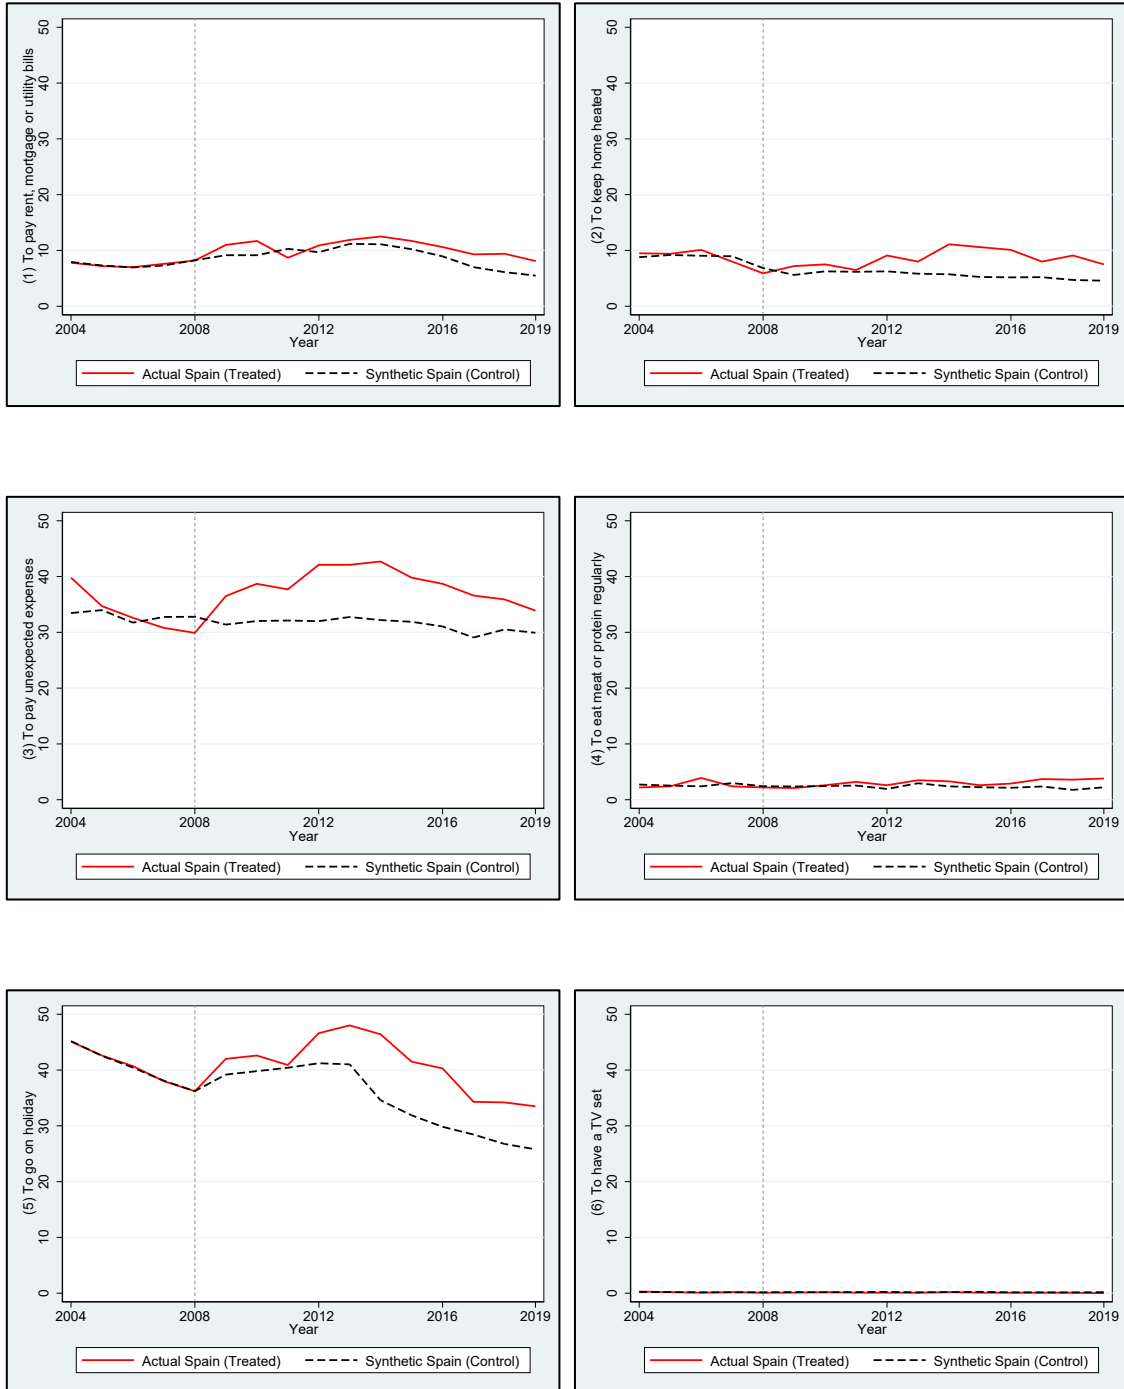 (1) To pay rent, mortgage or utility bills
50
40
30
20
10
0
2004 2008 2012 2016 2019
Year
Actual Spain (Treated) Synthetic Spain (Control)
(2) To keep home heated
50
40
30
20
10
0
2004 2008 2012 2016 2019
Year
Actual Spain (Treated) Synthetic Spain (Control)
(3) To pay unexpected expenses
50
40
30
20
10
0
2004 2008 2012 2016 2019
Year
Actual Spain (Treated) Synthetic Spain (Control)
(4) To eat meat or protein regularly
50
40
30
20
10
0
2004 2008 2012 2016 2019
Year
Actual Spain (Treated) Synthetic Spain (Control)
(5) To go on holiday
50
40
30
20
10
0
2004 2008 2012 2016 2019
Year
Actual Spain (Treated) Synthetic Spain (Control)
(6) To have a TV set
50
40
30
20
10
0
2004 2008 2012 2016 2019
Year
Actual Spain (Treated) Synthetic Spain (Control)